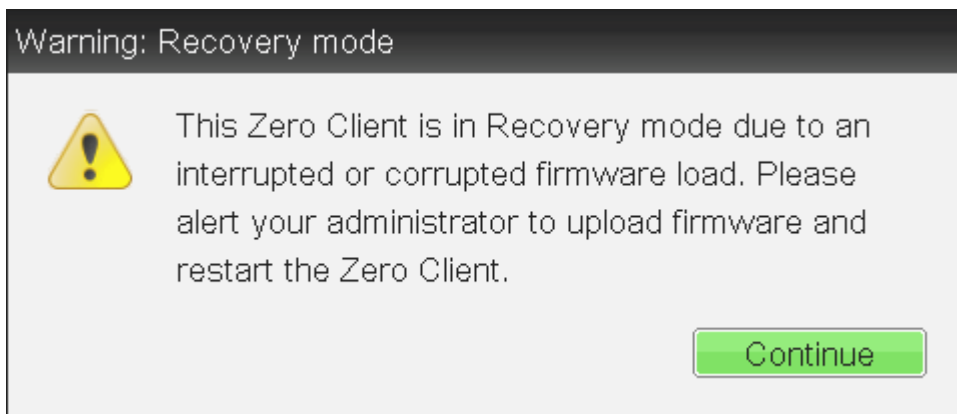 Warning: Recovery mode
This Zero Client is in Recovery mode due to an
interrupted or corrupted firmware load. Please
alert your administrator to upload firmware and
restart the Zero Client.
Continue